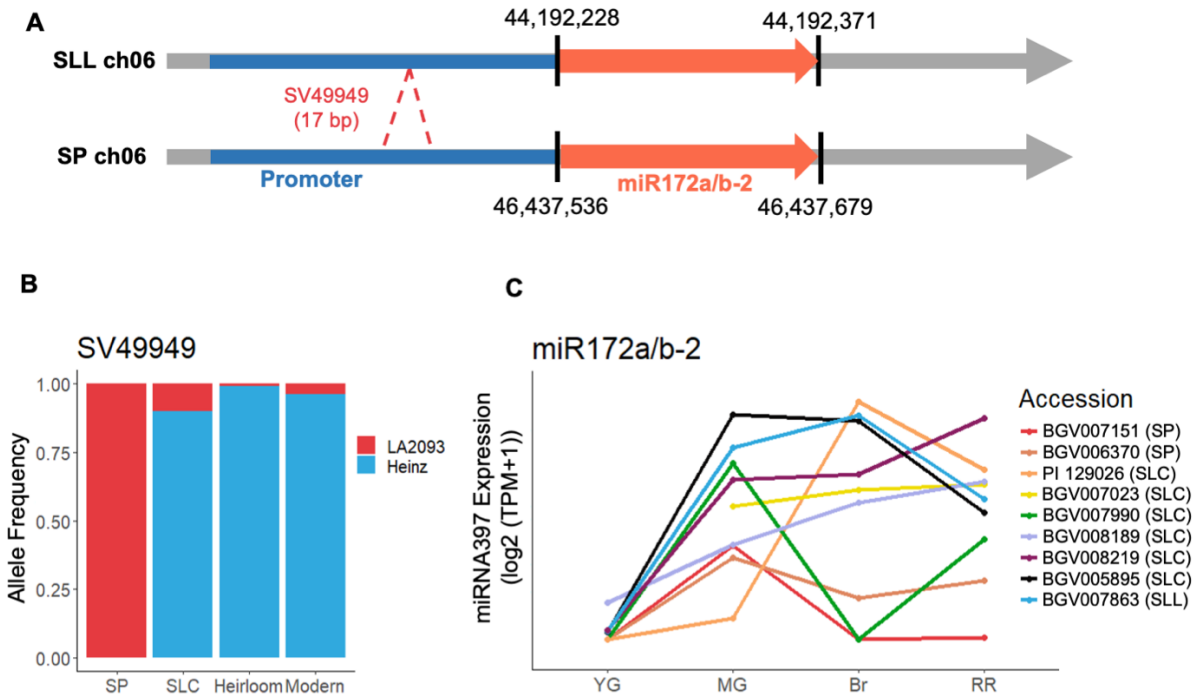 A
44,192,228
44,192,371
SLL ch06
SV49949
(17 bp)
SP ch06
Promoter
miR172a/b-2
46,437,536
46,437,679
B
SV49949
Allele Frequency
1.00
0.75
0.50
0.25
0.00
SP
SLC
Heirloom
Modern
LA2093
Heinz
C
miR172a/b-2
miRNA397 Expression
(log2 (TPM+1))
YG
MG
Br
RR
Accession
BGV007151 (SP)
BGV006370 (SP)
PI 129026 (SLC)
BGV007023 (SLC)
BGV007990 (SLC)
BGV008189 (SLC)
BGV008219 (SLC)
BGV005895 (SLC)
BGV007863 (SLL)